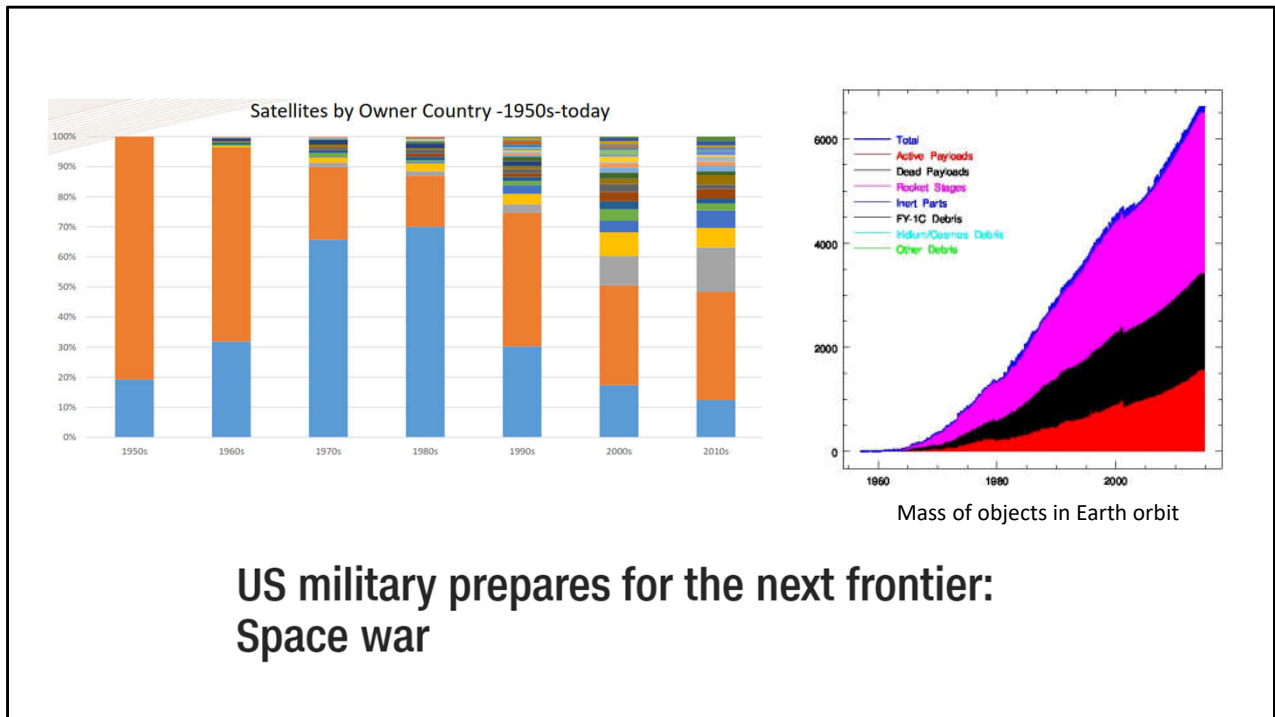 Satellites by Owner Country -1950s-today
100%
90%
80%
70%
60%
50%
40%
30%
20%
10%
0%
1950s
1960s
1970s
1980s
1990s
2000s
2010s
6000
4000
2000
0
Total
Active Payloads
Dead Payloads
Rocket Stages
Inert Parts
FY-1C Debris
Iridium/Cosmos Debris
Other Debris
1960
1980
2000
Mass of objects in Earth orbit
US military prepares for the next frontier:
Space war